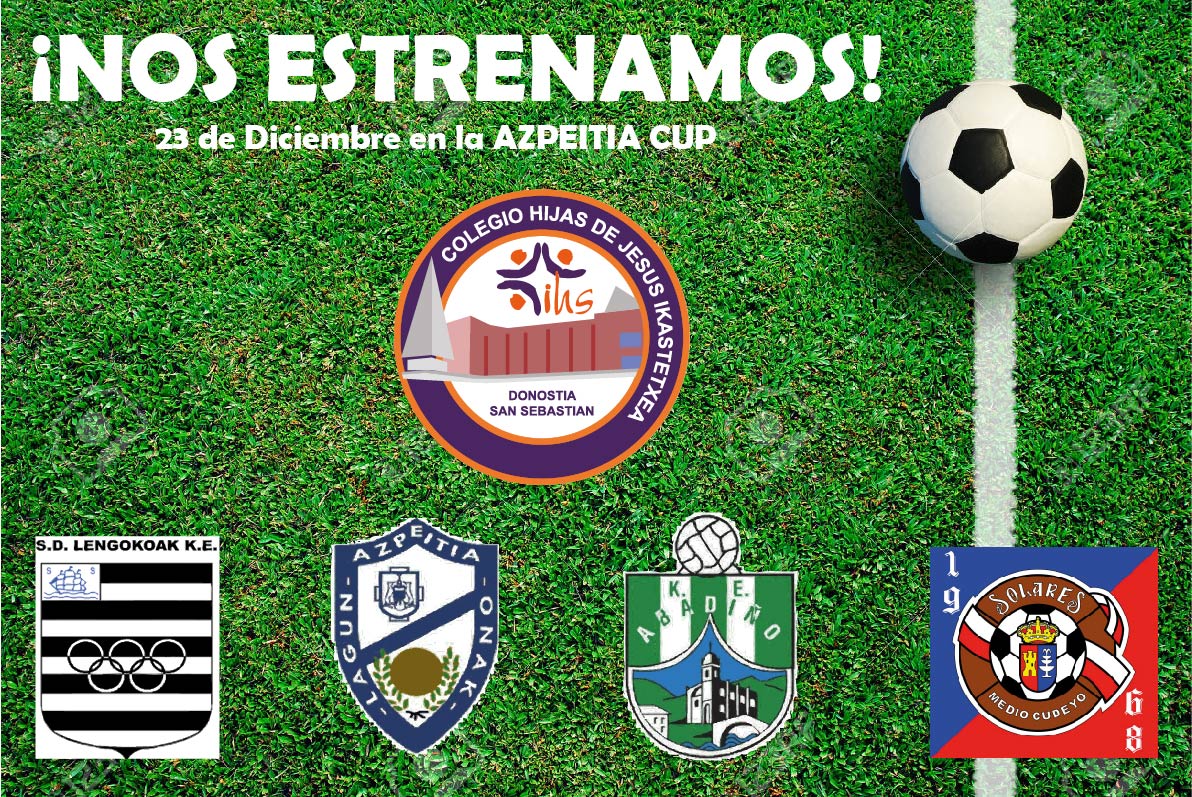 ¡NOS ESTRENAMOS!
23 de Diciembre en la AZPEITIA CUP
COLEGIO HIJAS DE JESUS IKASTETXEA
ihs
DONOSTIA
SAN SEBASTIAN
S.D. LENGOKOAK K.E.
S S
AZPEITIA
LAGUN ONAK
K. E.
ABADIÑO
19
SOLARES
MEDIO CUDEYO
68